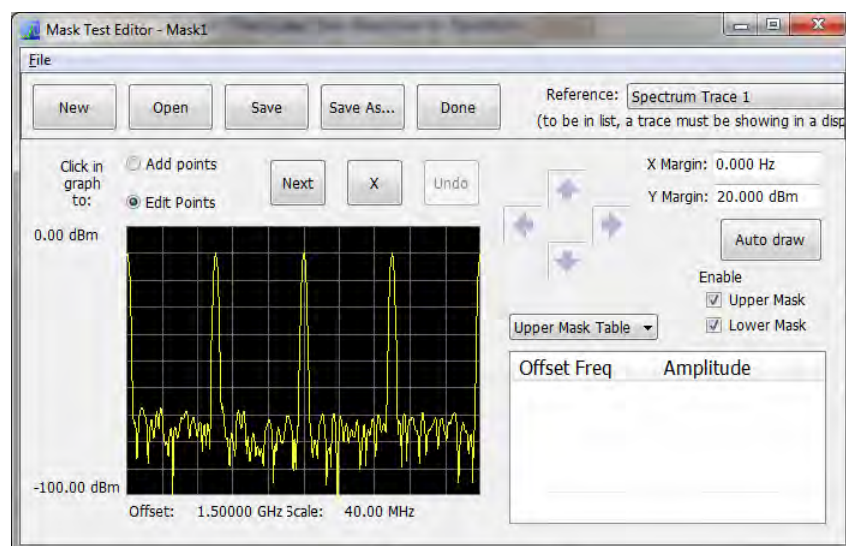 Mask Test Editor - Mask1
File
New
Open
Save
Save As...
Done
Reference:
Spectrum Trace 1
(to be in list, a trace must be showing in a disp
Click in
graph
to:
Add points
Edit Points
Next
X
Undo
X Margin: 0.000 Hz
Y Margin: 20.000 dBm
Auto draw
Enable
Upper Mask
Lower Mask
0.00 dBm
-100.00 dBm
Offset: 1.50000 GHz Scale: 40.00 MHz
Upper Mask Table
Offset Freq Amplitude